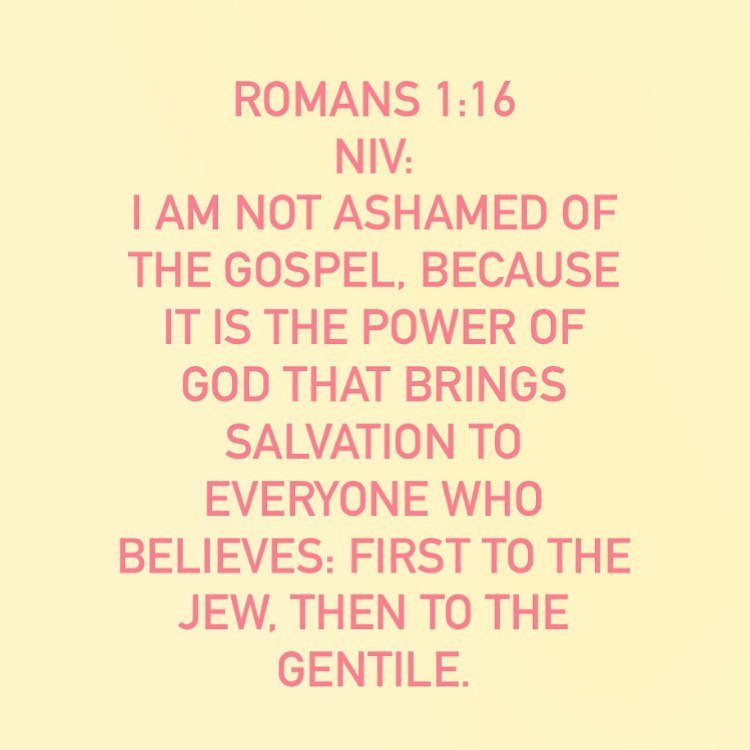 ROMANS 1:16
NIV:
I AM NOT ASHAMED OF
THE GOSPEL, BECAUSE
IT IS THE POWER OF
GOD THAT BRINGS
SALVATION TO
EVERYONE WHO
BELIEVES: FIRST TO THE
JEW, THEN TO THE
GENTILE.